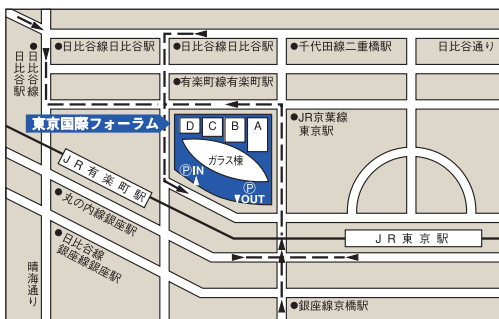 ●日比谷線日比谷駅
●日比谷線日比谷駅
●千代田線二重橋駅
日比谷通り
●日比谷線
日比谷駅
●有楽町線有楽町駅
東京国際フォーラム
D
C
B
A
ガラス棟
ⓅIN
Ⓟ
OUT
●JR京葉線
東京駅
JR有楽町駅
●丸の内線銀座駅
●日比谷線
銀座線銀座駅
晴海通り
JR東京駅
●銀座線京橋駅